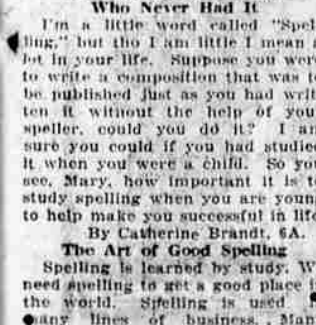 Who Never Had It
I'm a little word called "Spel-
ling," but tho I am little I mean a
lot in your life. Suppose you were
to write a composition that was to
be published just as you had writ-
ten it without the help of your
speller, could you do it? I am
sure you could if you had studied
it when you were a child. So you
see, Mary, how important it is to
study spelling when you are young
to help make you successful in life.
By Catherine Brandt, 6A.
The Art of Good Spelling
Spelling is learned by study. We
need spelling to get a good place in
the world. Spelling is used
many lines of business. Many